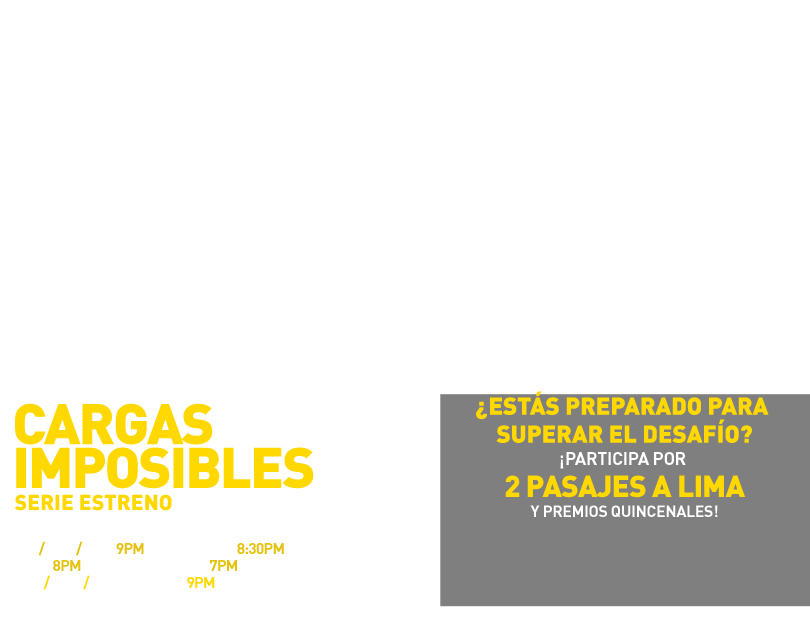 CARGAS
IMPOSIBLES
SERIE ESTRENO
/ / 9PM 8:30PM
8PM 7PM
/ / 9PM
¿ESTÁS PREPARADO PARA
SUPERAR EL DESAFÍO?
¡PARTICIPA POR
2 PASAJES A LIMA
Y PREMIOS QUINCENALES!